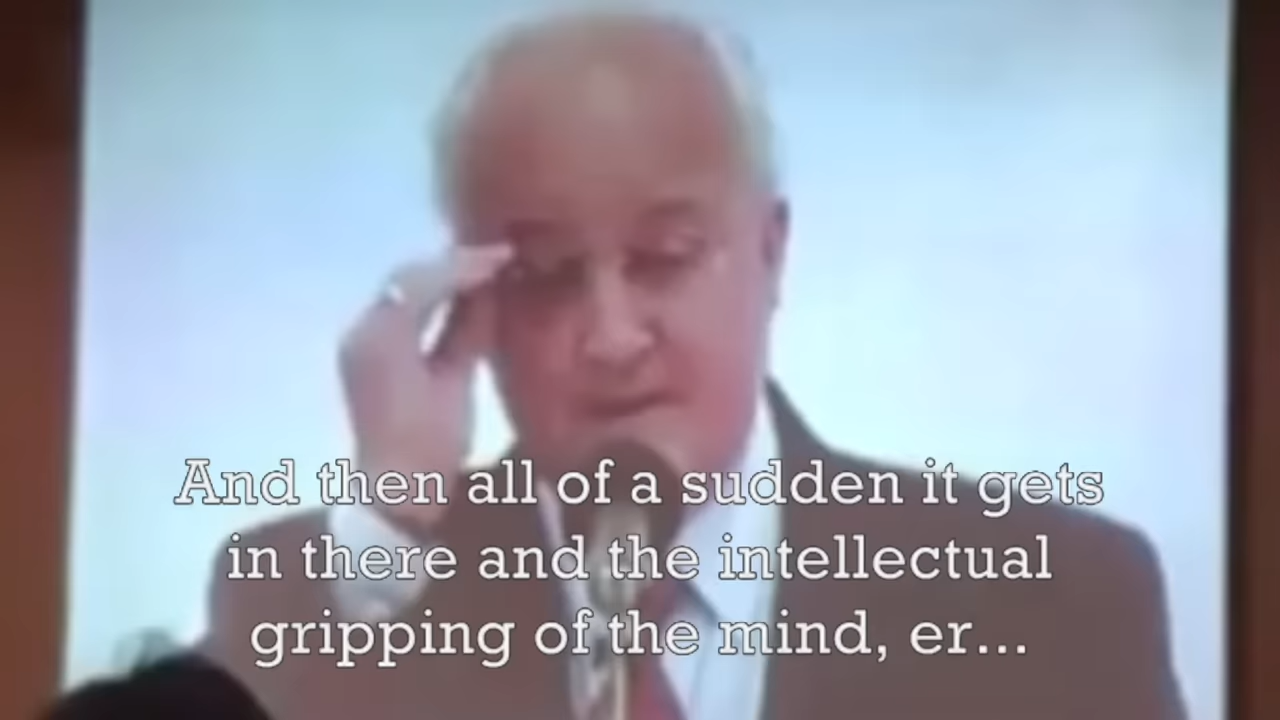 And then all of a sudden it gets
in there and the intellectual
gripping of the mind, er...